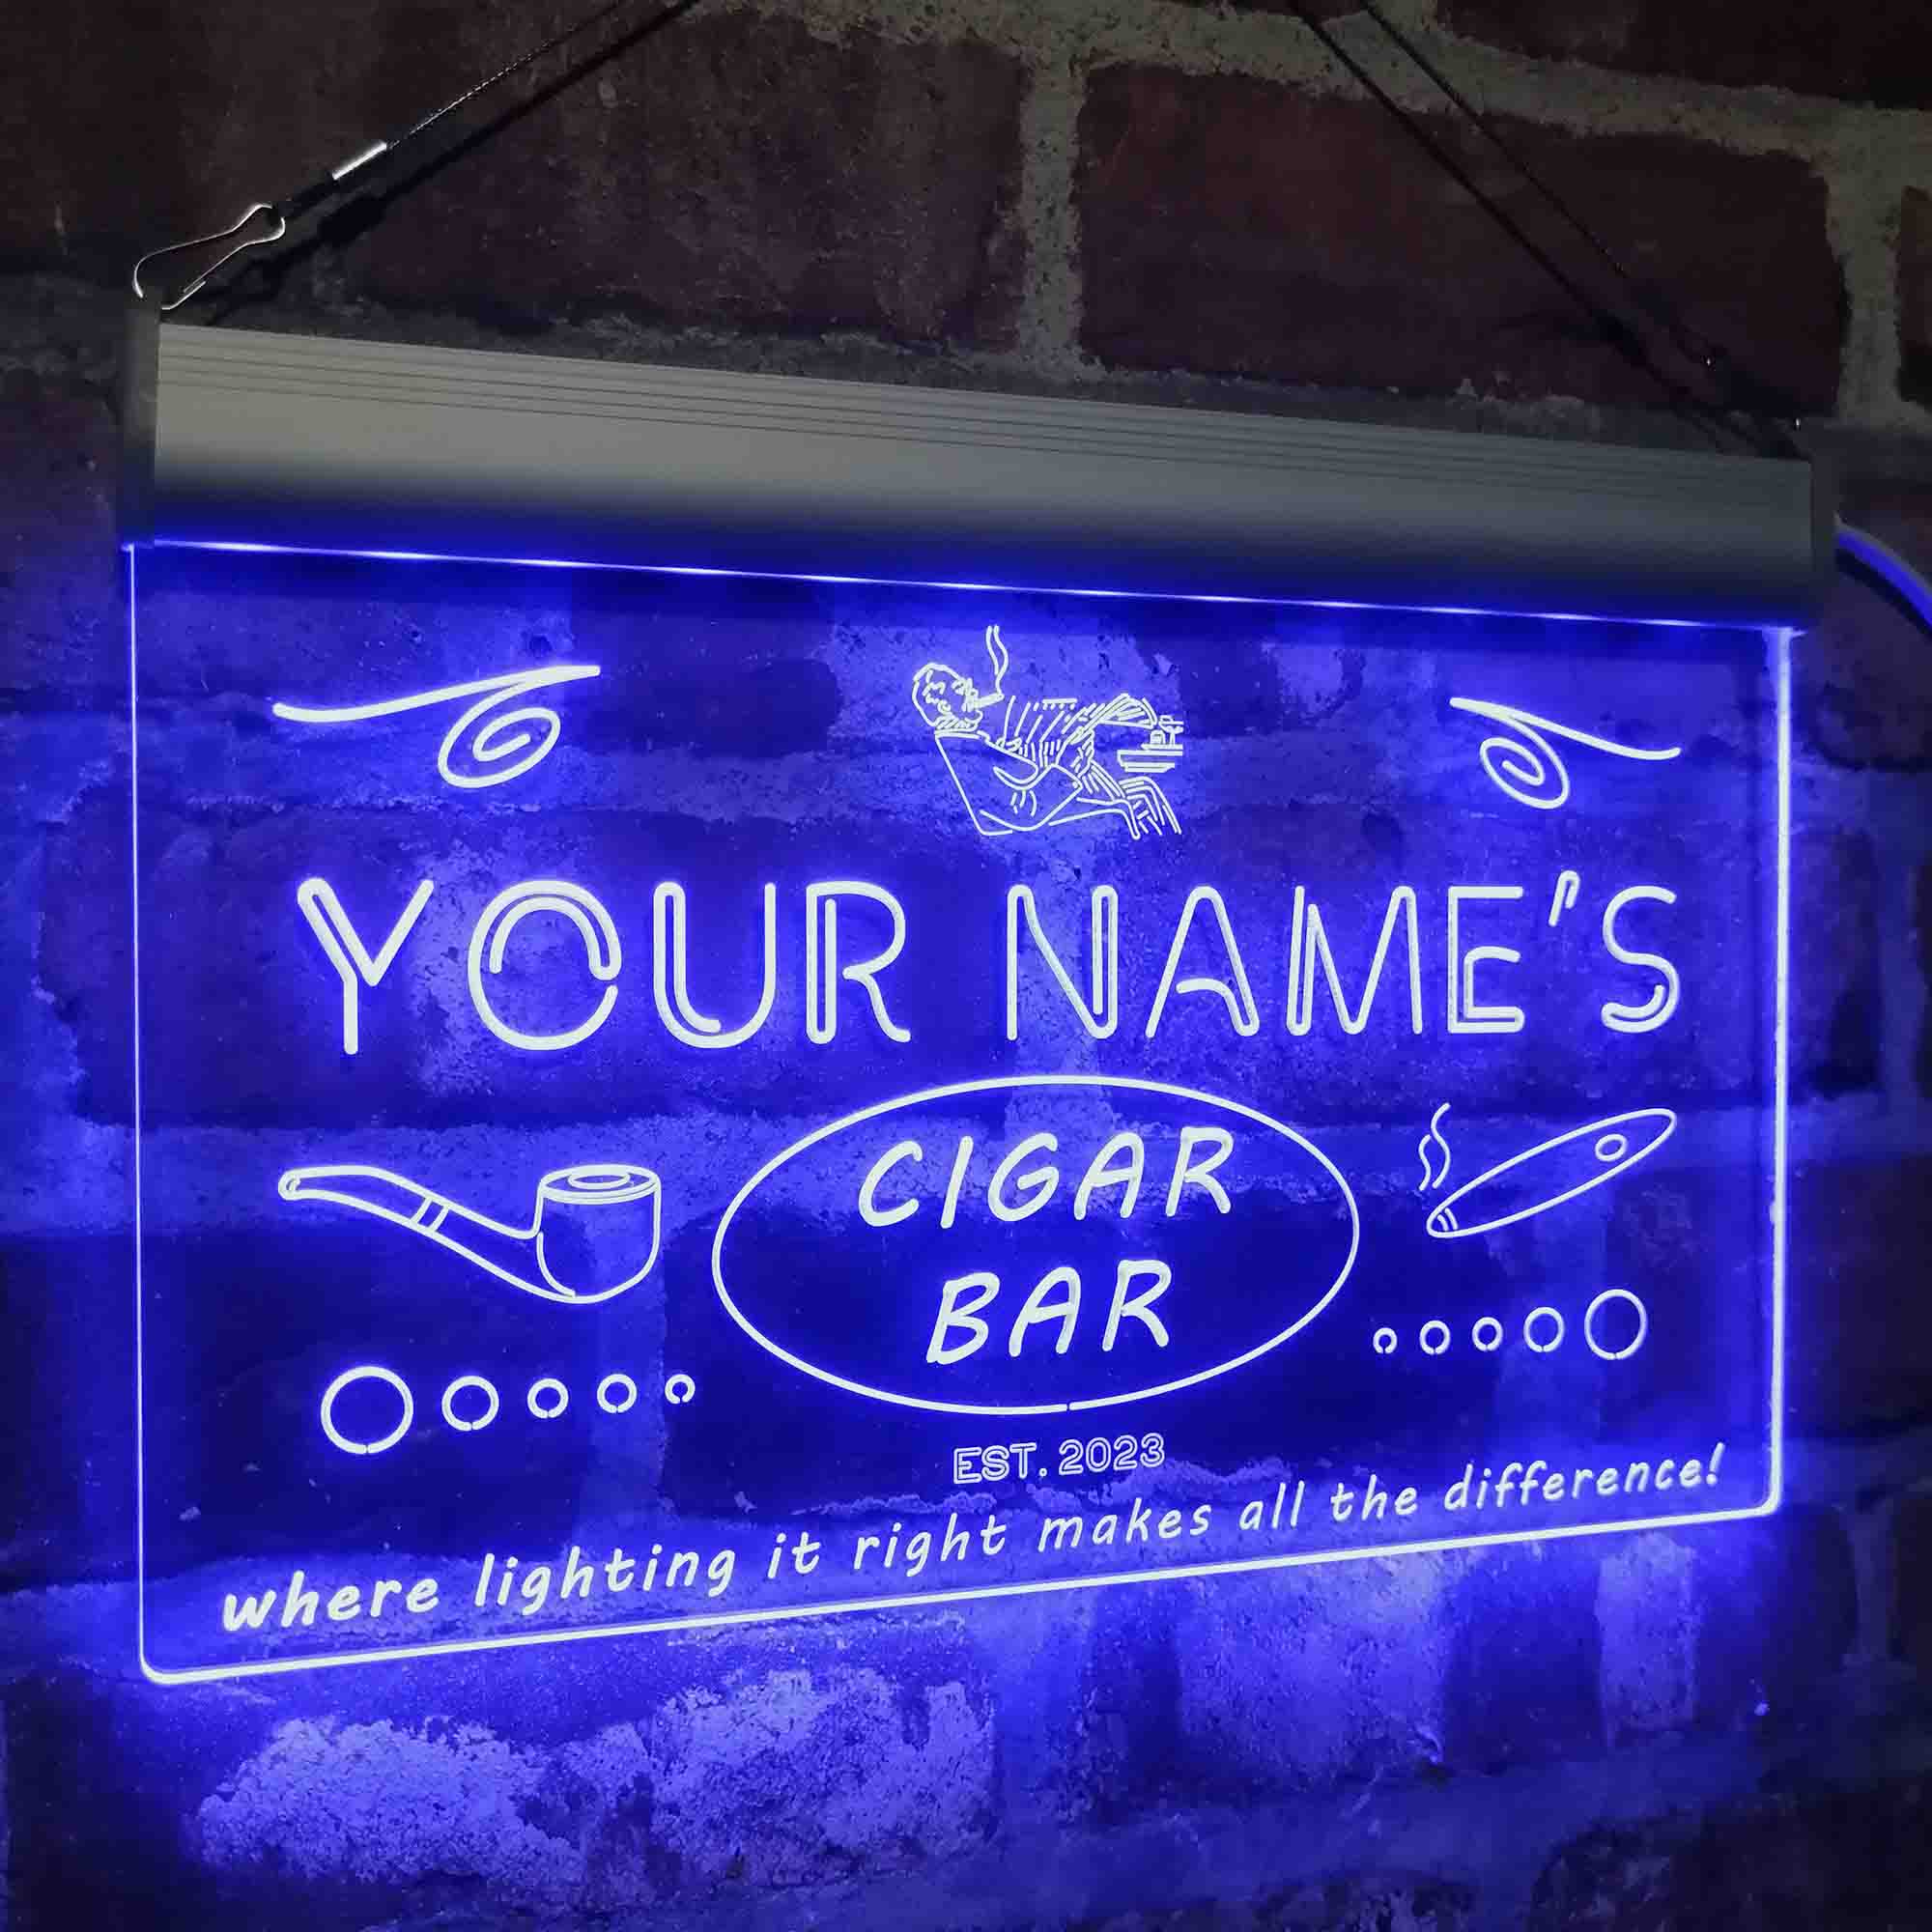 YOUR NAME'S
CIGAR
BAR
EST. 2023
where lighting it right makes all the difference!